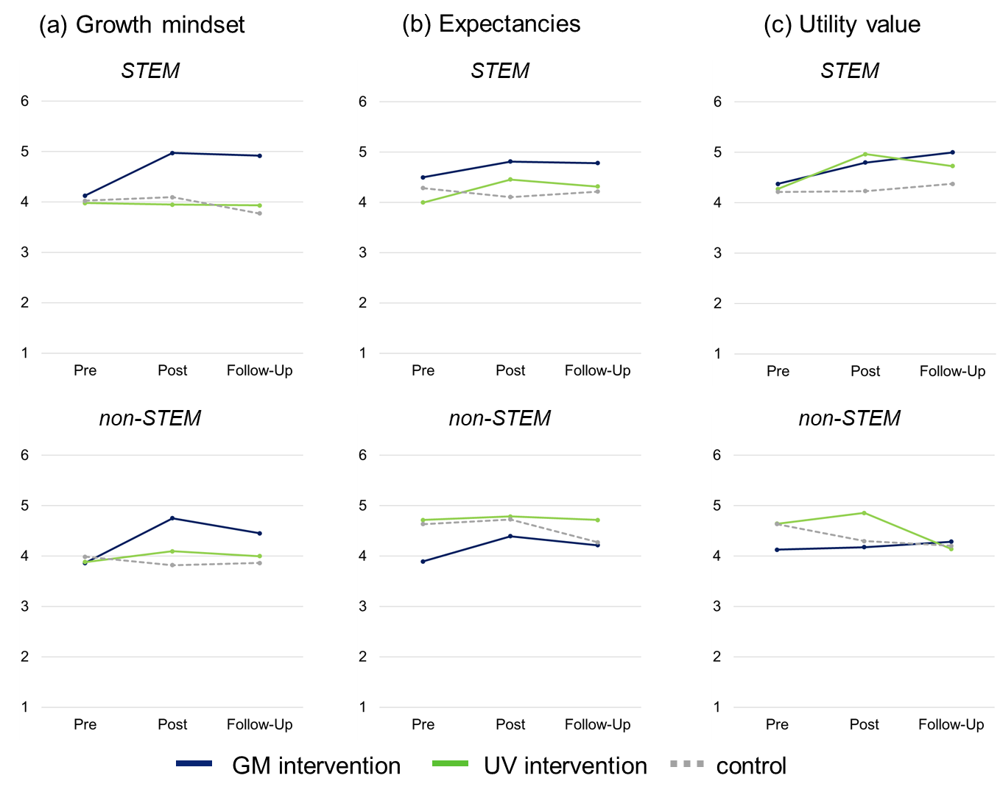 (a) Growth mindset
(b) Expectancies
(c) Utility value
STEM
STEM
STEM
6
5
4
3
2
1
Pre Post Follow-Up
6
5
4
3
2
1
Pre Post Follow-Up
6
5
4
3
2
1
Pre Post Follow-Up
non-STEM
non-STEM
non-STEM
6
5
4
3
2
1
Pre Post Follow-Up
6
5
4
3
2
1
Pre Post Follow-Up
6
5
4
3
2
1
Pre Post Follow-Up
GM intervention
UV intervention
control